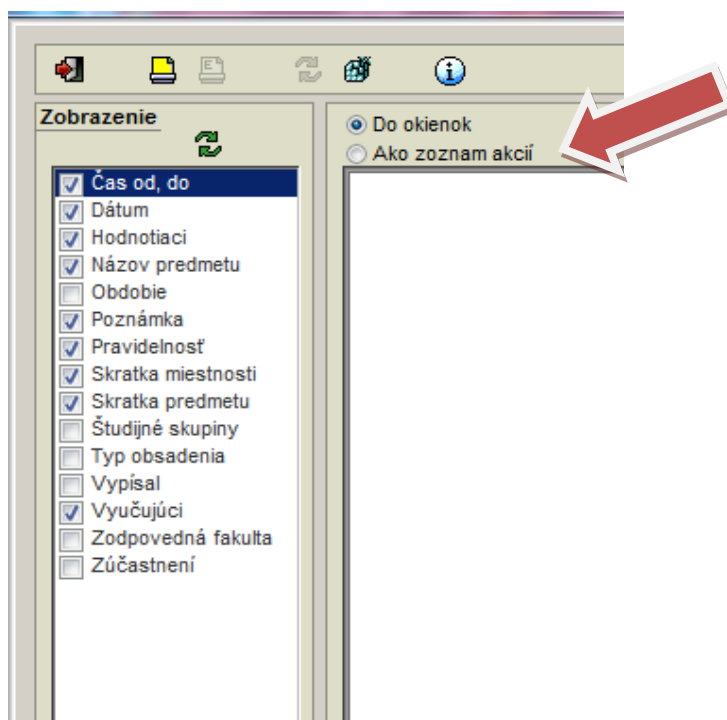 Zobrazenie
Do okienok
Ako zoznam akcií
Čas od, do
Dátum
Hodnotiaci
Názov predmetu
Obdobie
Poznámka
Pravidelnosť
Skratka miestnosti
Skratka predmetu
Študijné skupiny
Typ obsadenia
Vypísal
Vyučujúci
Zodpovedná fakulta
Zúčastnení